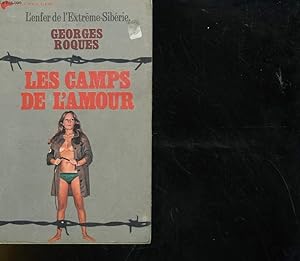 L'enfer de l'Extrême-Sibérie
GEORGES
ROQUES
LES CAMPS
DE L'AMOUR